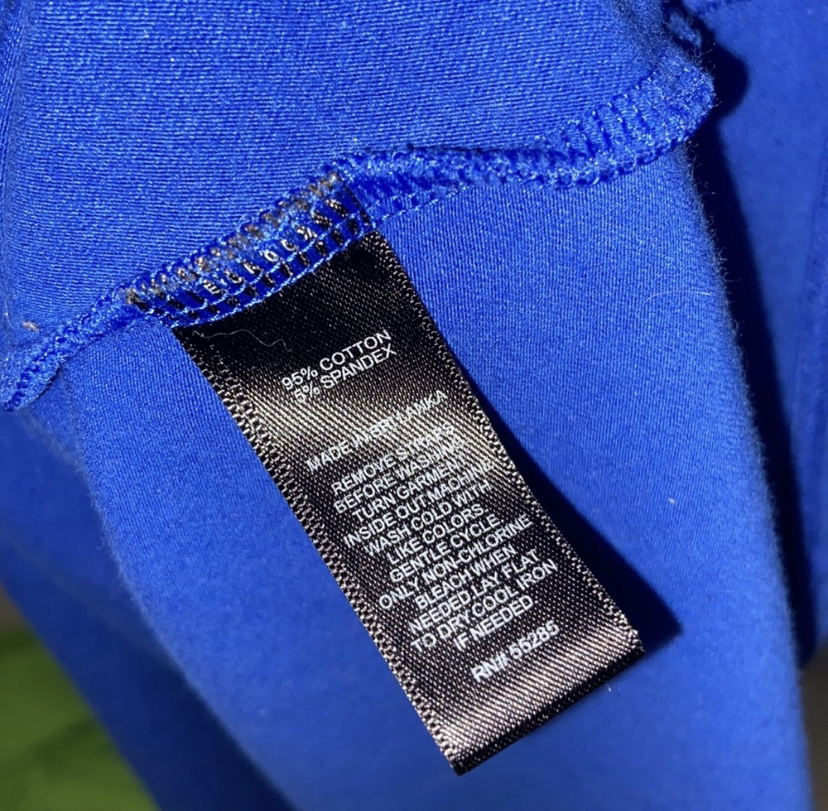 95% COTTON
5% SPANDEX
MADE IN SRI LANKA
REMOVE STRAPS
BEFORE WASHING
TURN GARMENT
INSIDE OUT.MACHINE
WASH COLD WITH
LIKE COLORS
GENTLE CYCLE
ONLY NON-CHLORINE
BLEACH WHEN
NEEDED.LAY FLAT
TO DRY.COOL IRON
IF NEEDED
RN# 55285